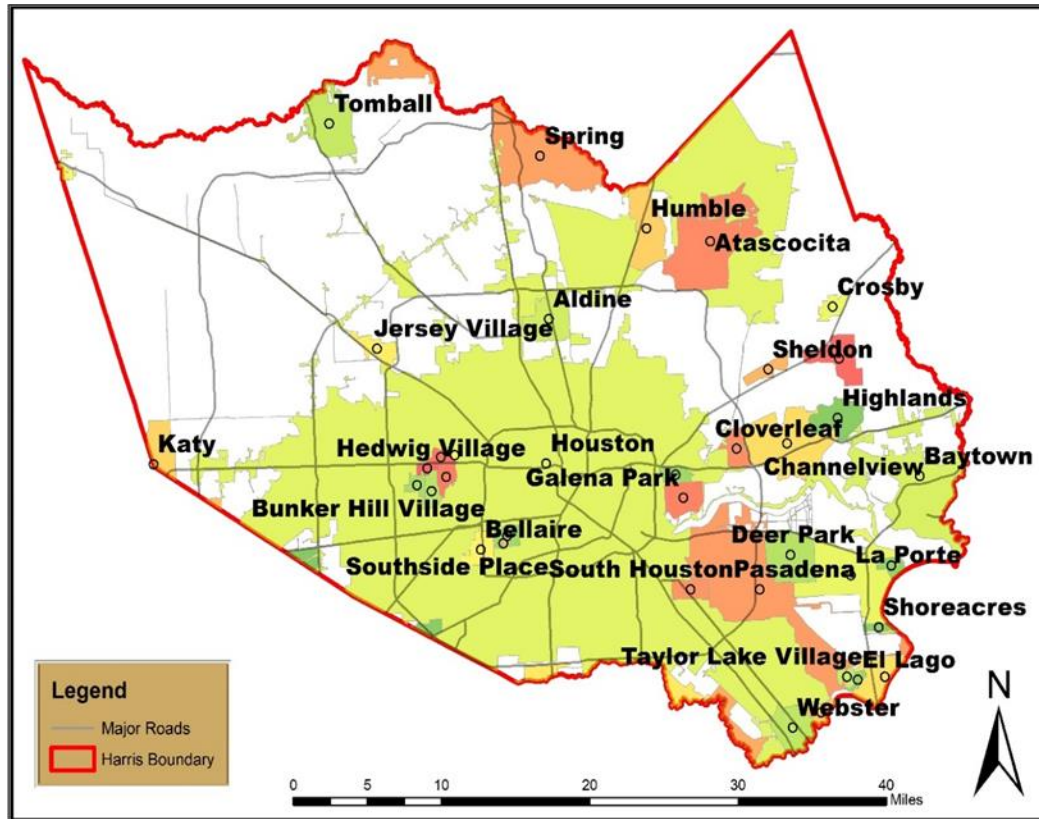 Tomball
Spring
Humble
Atascocita
Crosby
Aldine
Jersey Village
Sheldon
Highlands
Cloverleaf
Katy
Hedwig Village
Houston
Channelview
Baytown
Galena Park
Bunker Hill Village
Bellaire
Deer Park
La Porte
Southside Place
South Houston
Pasadena
Shoreacres
Taylor Lake Village
El Lago
Webster
Legend
Major Roads
Harris Boundary
N
0 5 10 20 30 40
Miles